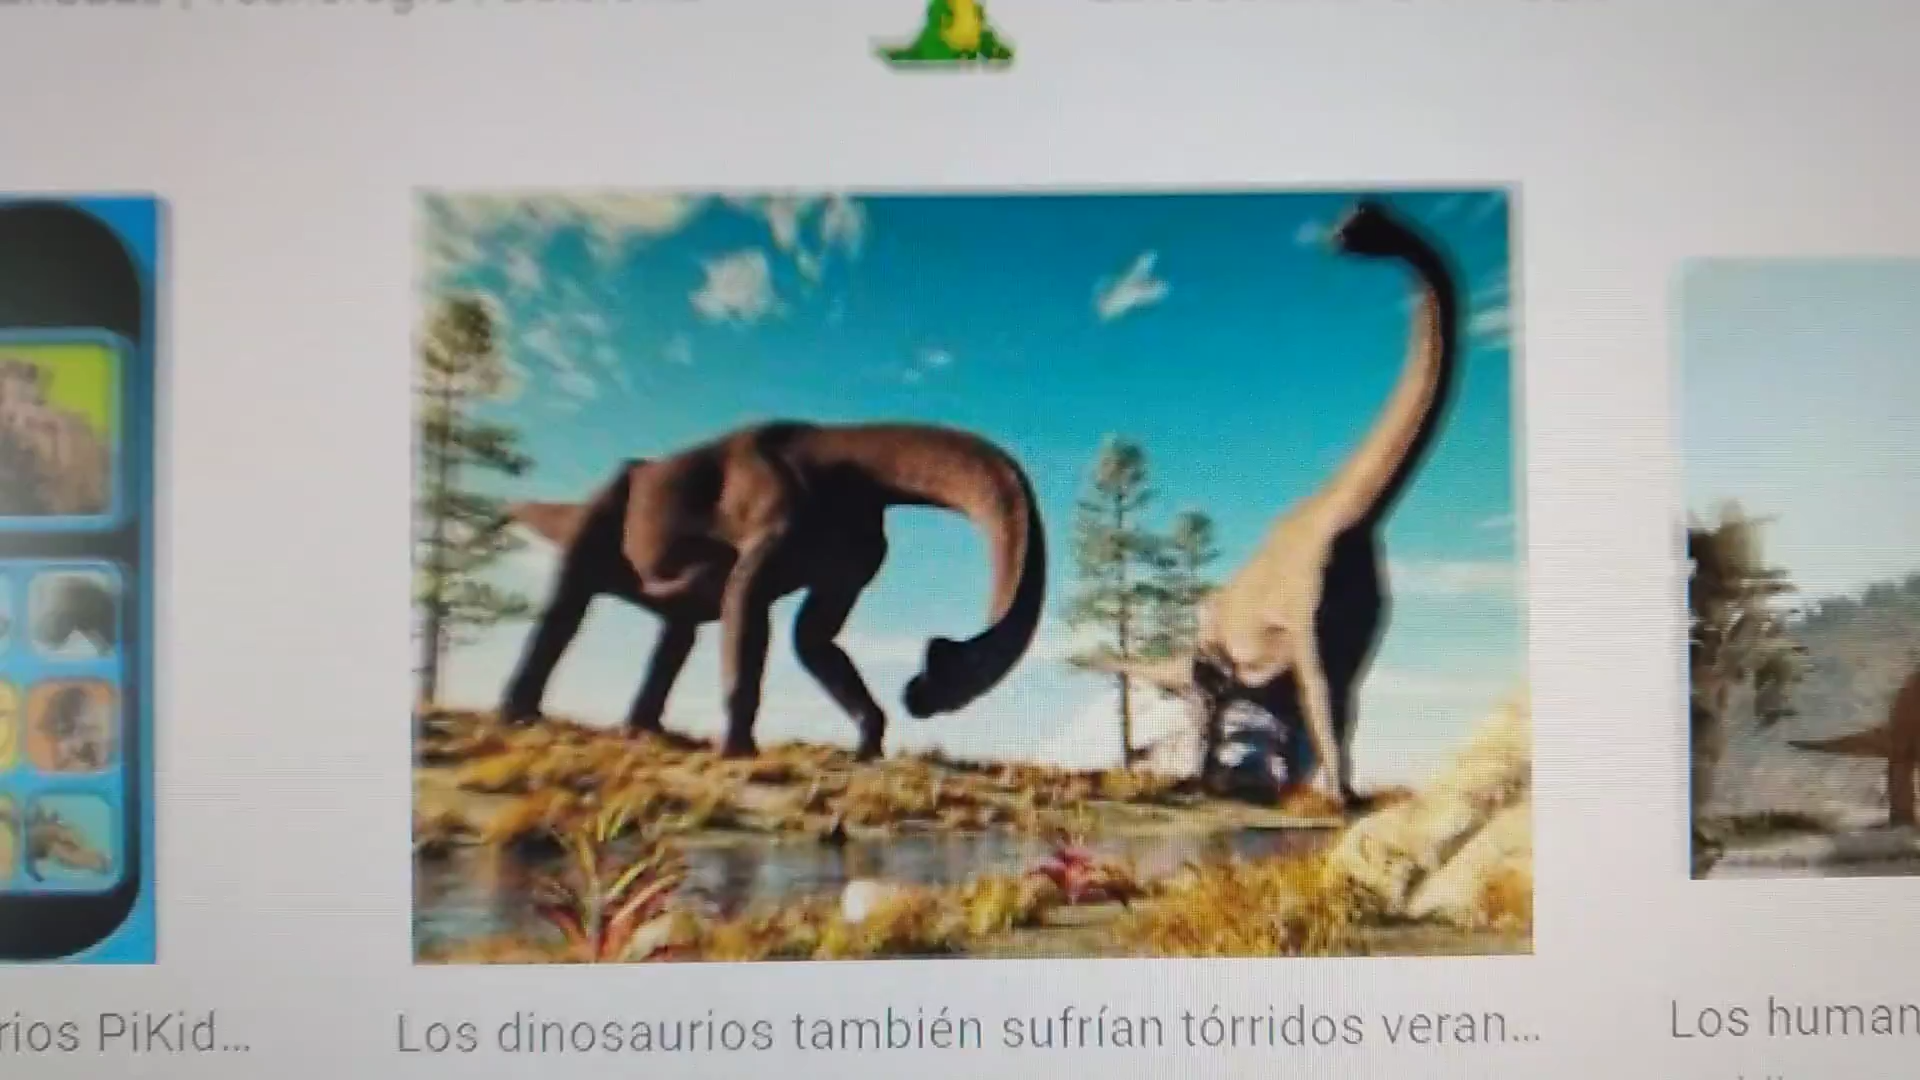 rios PiKid...
Los dinosaurios también sufrían tórridos veran...
Los human